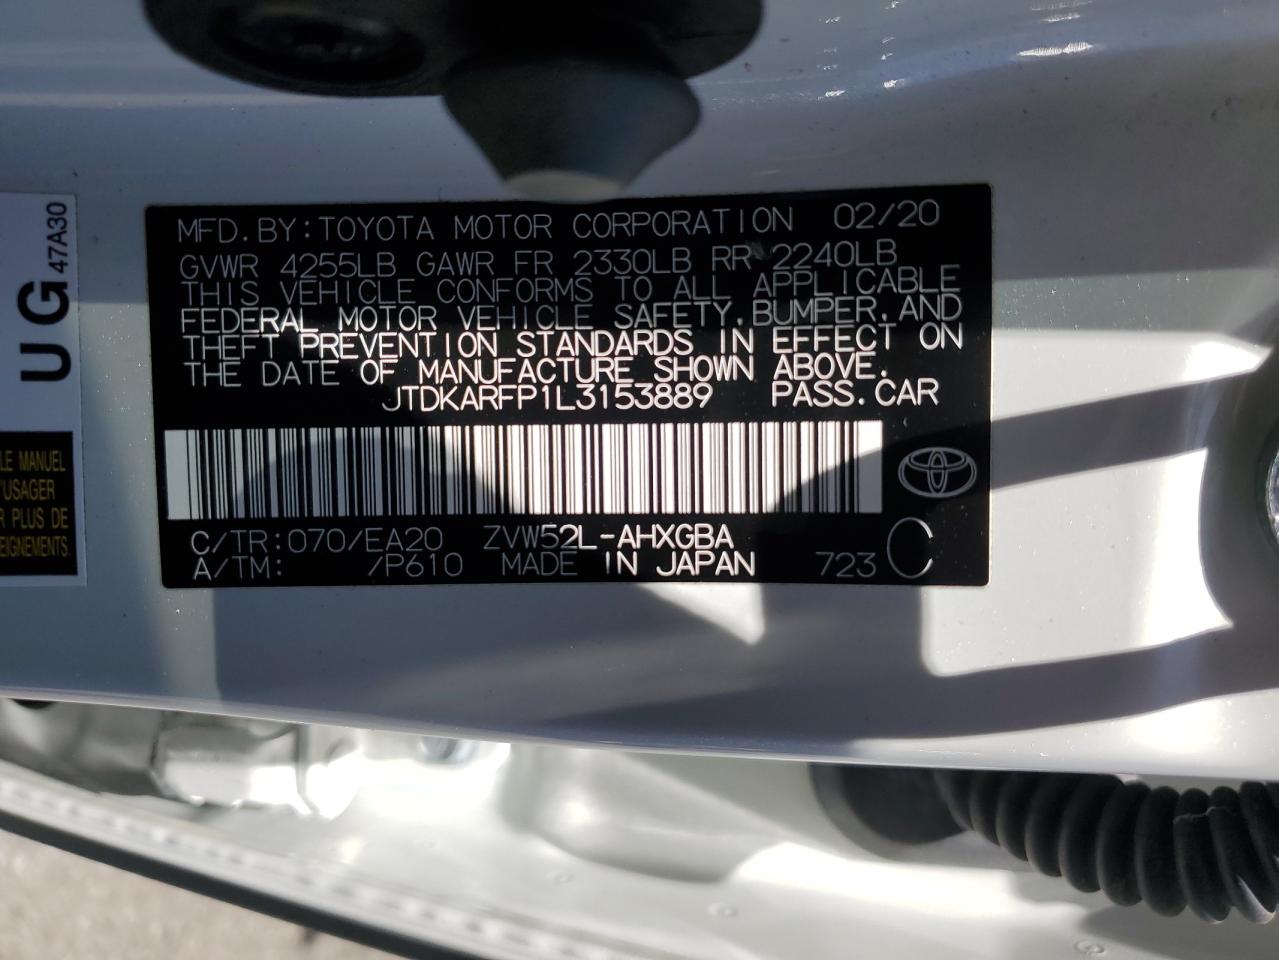 MFD.BY:TOYOTA MOTOR CORPORATION 02/20
GVWR 4255LB GAWR FR 2330LB RR 2240LB
THIS VEHICLE CONFORMS TO ALL APPLICABLE
FEDERAL MOTOR VEHICLE SAFETY,BUMPER,AND
THEFT PREVENTION STANDARDS IN EFFECT ON
THE DATE OF MANUFACTURE SHOWN ABOVE.
JTDKARFP1L3153889 PASS.CAR
C/TR:070/EA20 ZVW52L-AHXGBA
A/TM: /P610 MADE IN JAPAN 723 C
UG 47A30
LE MANUEL
'USAGER
PLUS DE